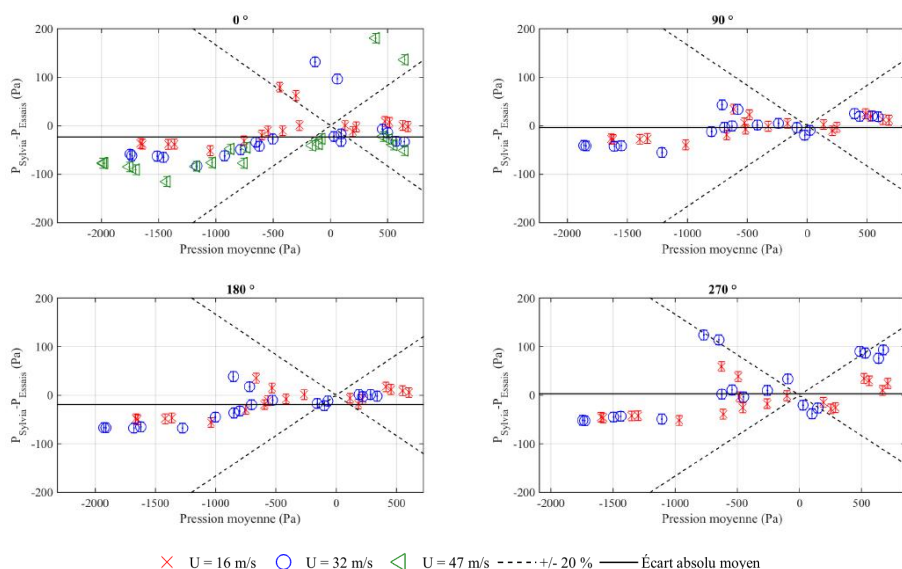 0 °
200
100
0
-100
-200
P_Sylvia-P_Essais (Pa)
-2000 -1500 -1000 -500 0 500
Pression moyenne (Pa)
90 °
200
100
0
-100
-200
P_Sylvia-P_Essais (Pa)
-2000 -1500 -1000 -500 0 500
Pression moyenne (Pa)
180 °
200
100
0
-100
-200
P_Sylvia-P_Essais (Pa)
-2000 -1500 -1000 -500 0 500
Pression moyenne (Pa)
270 °
200
100
0
-100
-200
P_Sylvia-P_Essais (Pa)
-2000 -1500 -1000 -500 0 500
Pression moyenne (Pa)
U = 16 m/s U = 32 m/s U = 47 m/s +/- 20 % Écart absolu moyen